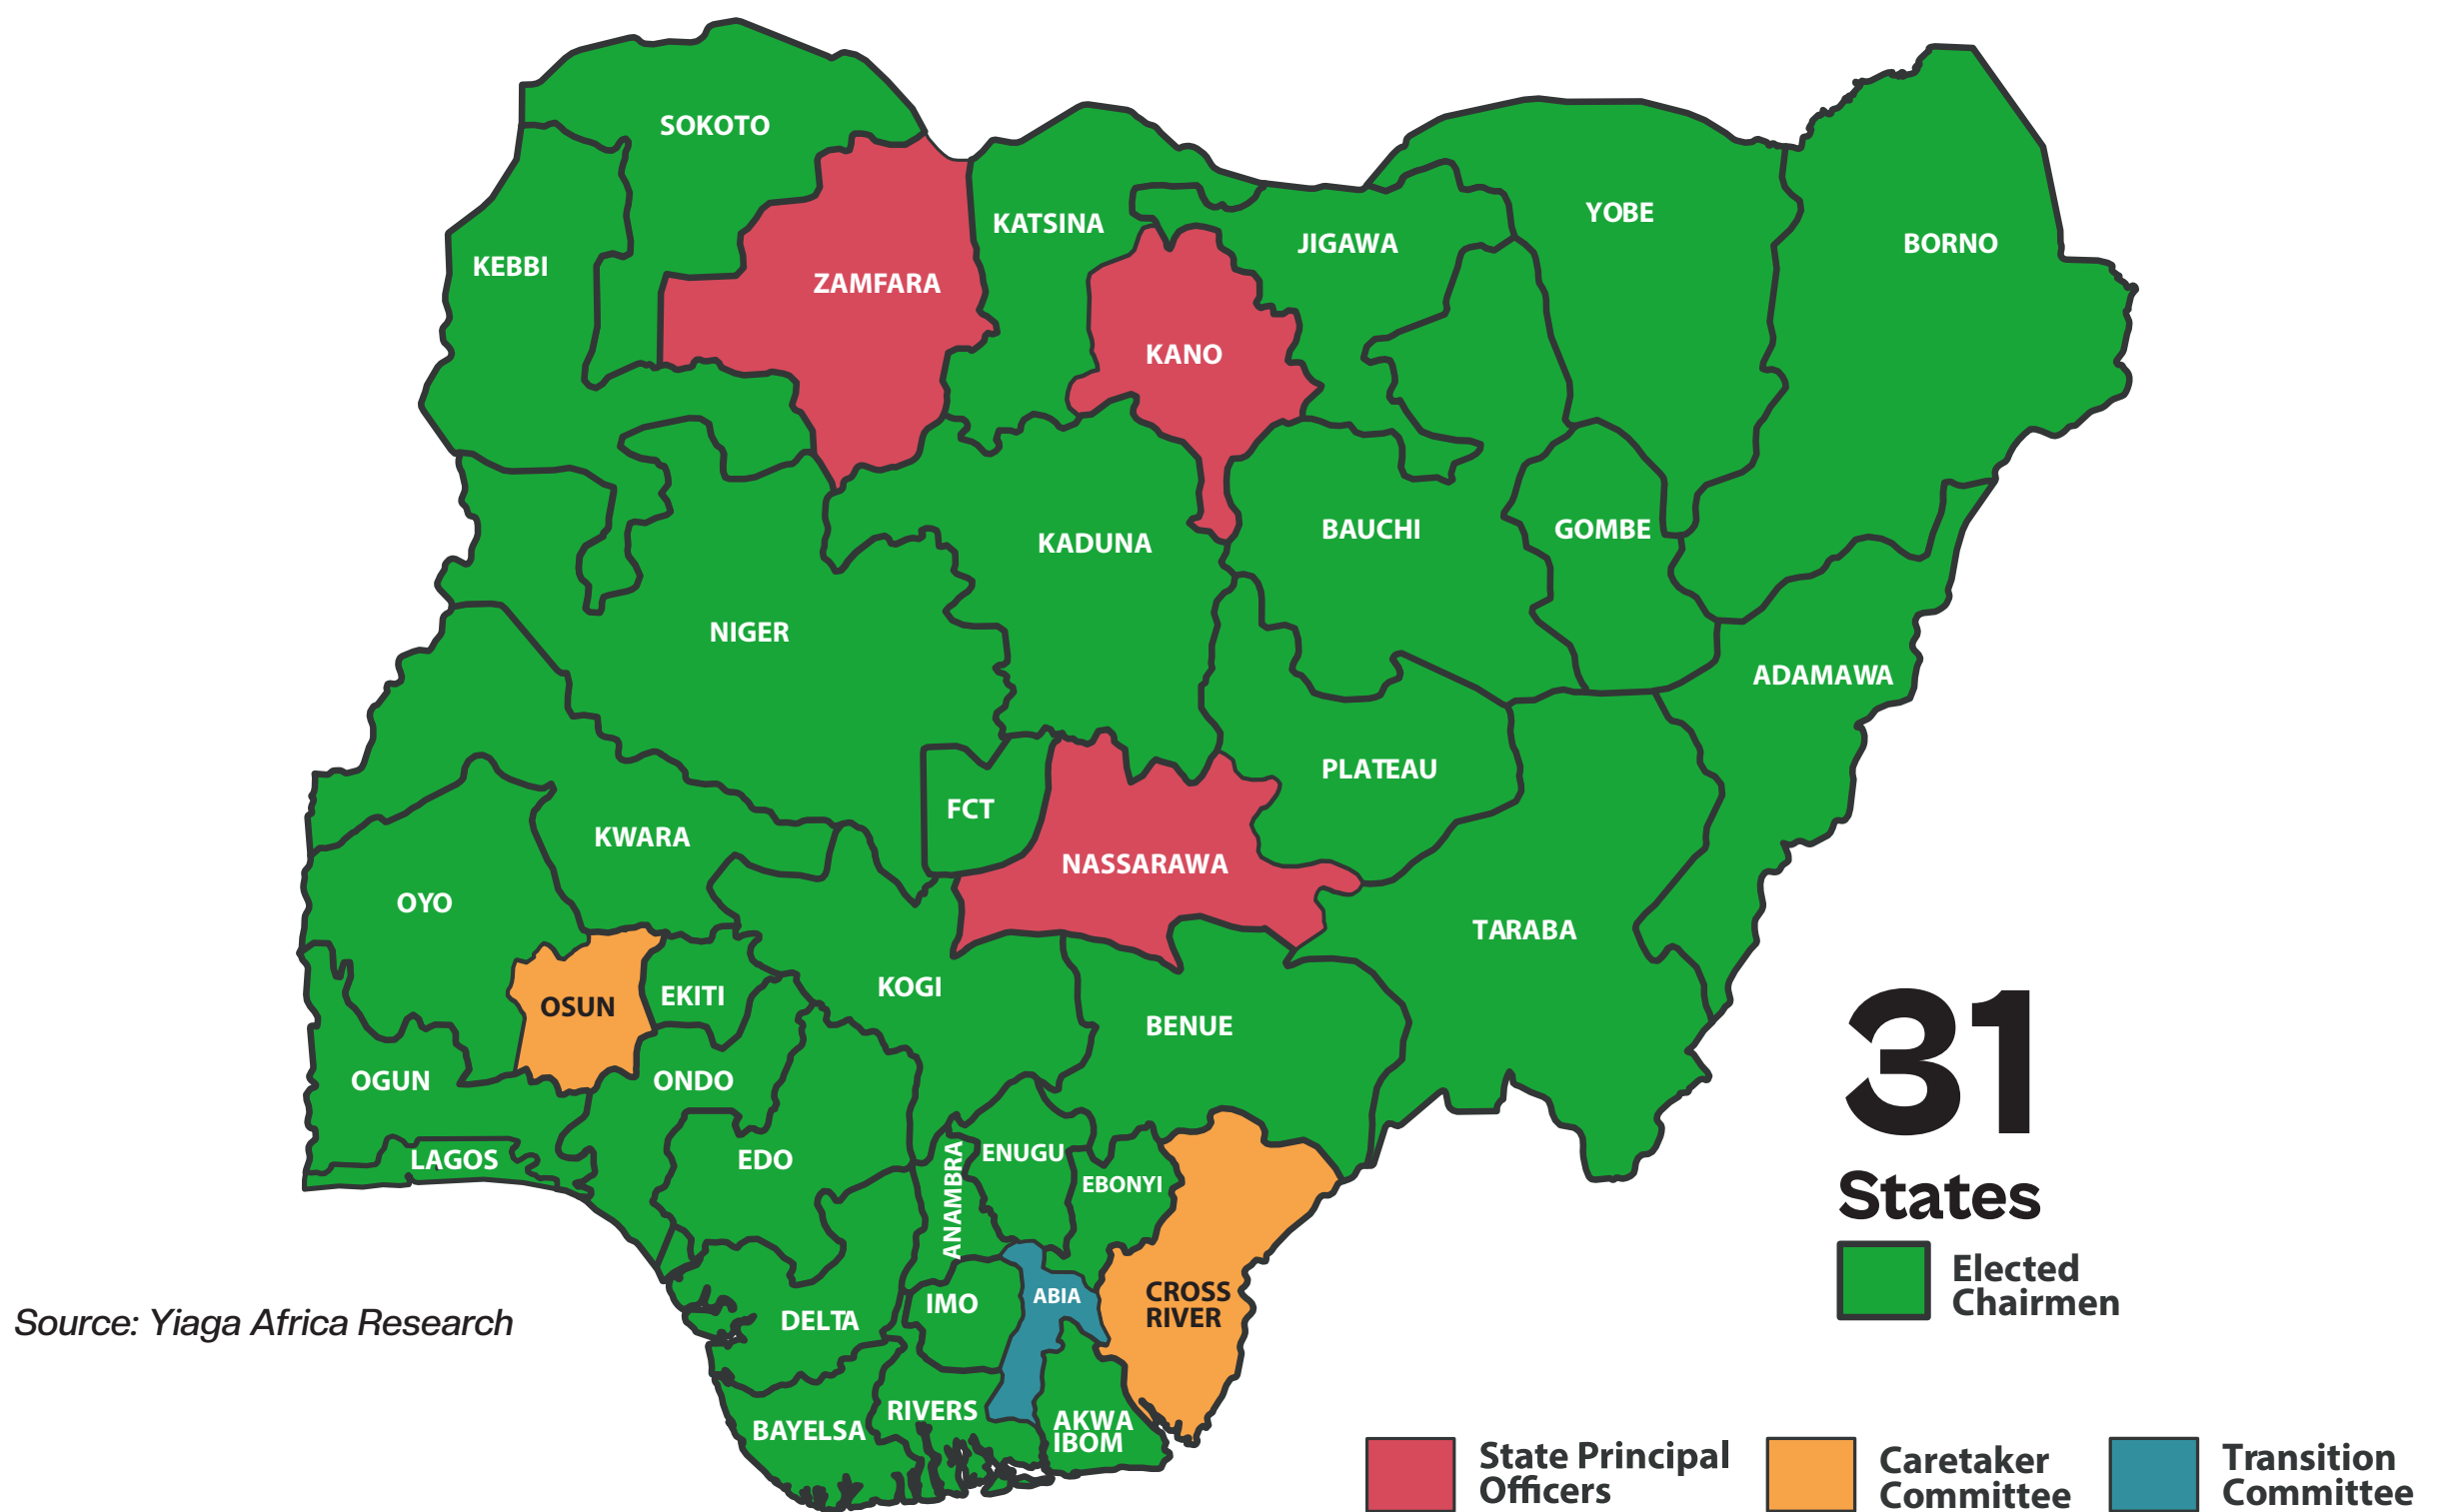 SOKOTO
KATSINA
YOBE
JIGAWA
BORNO
KEBBI
ZAMFARA
KANO
KADUNA
BAUCHI
GOMBE
NIGER
ADAMAWA
PLATEAU
FCT
KWARA
NASSARAWA
OYO
TARABA
KOGI
EKITI
OSUN
BENUE
OGUN
ONDO
LAGOS
EDO
ANAMBRA
ENUGU
EBONYI
DELTA
IMO
ABIA
CROSS
RIVER
BAYELSA
RIVERS
AKWA
IBOM
31
States
Elected
Chairmen
Source: Yiaga Africa Research
State Principal
Officers
Caretaker
Committee
Transition
Committee